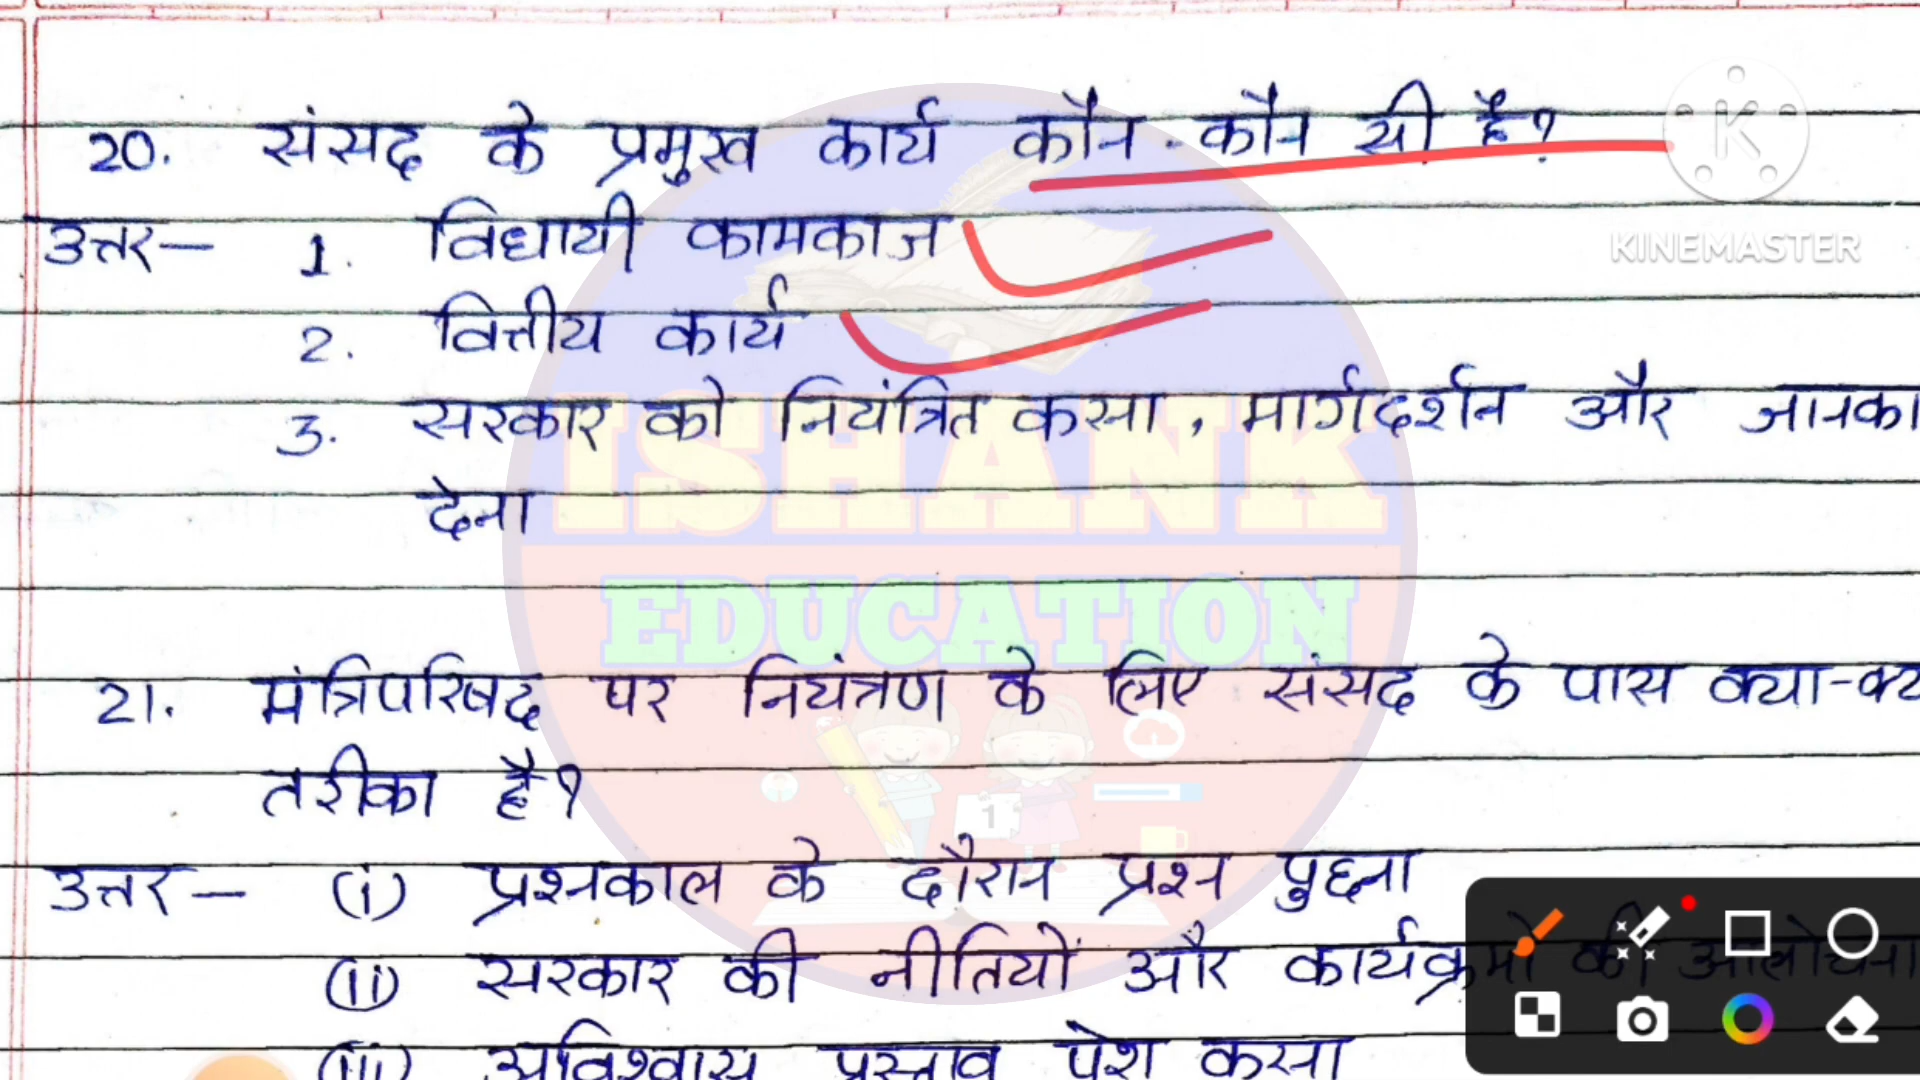 20. संसद के प्रमुख कार्य कौन-कौन सी है?
उत्तर- 1. विधायी कामकाज
2. वित्तीय कार्य
3. सरकार को नियंत्रित करना, मार्गदर्शन और जानका
देना
21. मंत्रिपरिषद पर नियंत्रण के लिए संसद के पास क्या-क्य
तरीका है?
उत्तर- (i) प्रश्नकाल के दौरान प्रश्न पुछना
(ii) सरकार की नीतियों और कार्यक्रमों की आलोचना
(iii) अविश्वास प्रस्ताव पेश करना
KINEMASTER
ISHANK
EDUCATION